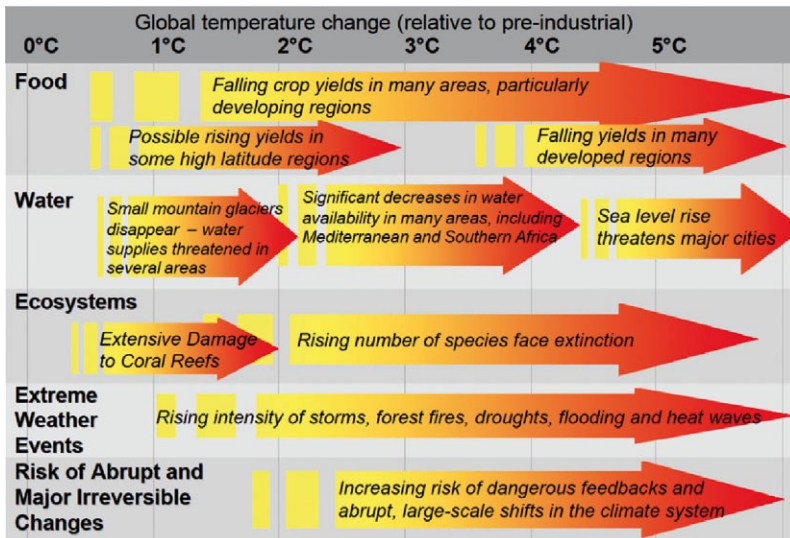 Global temperature change (relative to pre-industrial)
0°C 1°C 2°C 3°C 4°C 5°C
Food
Falling crop yields in many areas, particularly
developing regions
Possible rising yields in
some high latitude regions
Falling yields in many
developed regions
Water
Small mountain glaciers
disappear – water
supplies threatened in
several areas
Significant decreases in water
availability in many areas, including
Mediterranean and Southern Africa
Sea level rise
threatens major cities
Ecosystems
Extensive Damage
to Coral Reefs
Rising number of species face extinction
Extreme
Weather
Events
Rising intensity of storms, forest fires, droughts, flooding and heat waves
Risk of Abrupt and
Major Irreversible
Changes
Increasing risk of dangerous feedbacks and
abrupt, large-scale shifts in the climate system